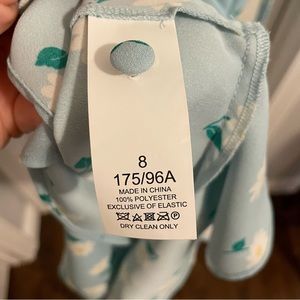 8
175/96A
MADE IN CHINA
100% POLYESTER
EXCLUSIVE OF ELASTIC
DRY CLEAN ONLY